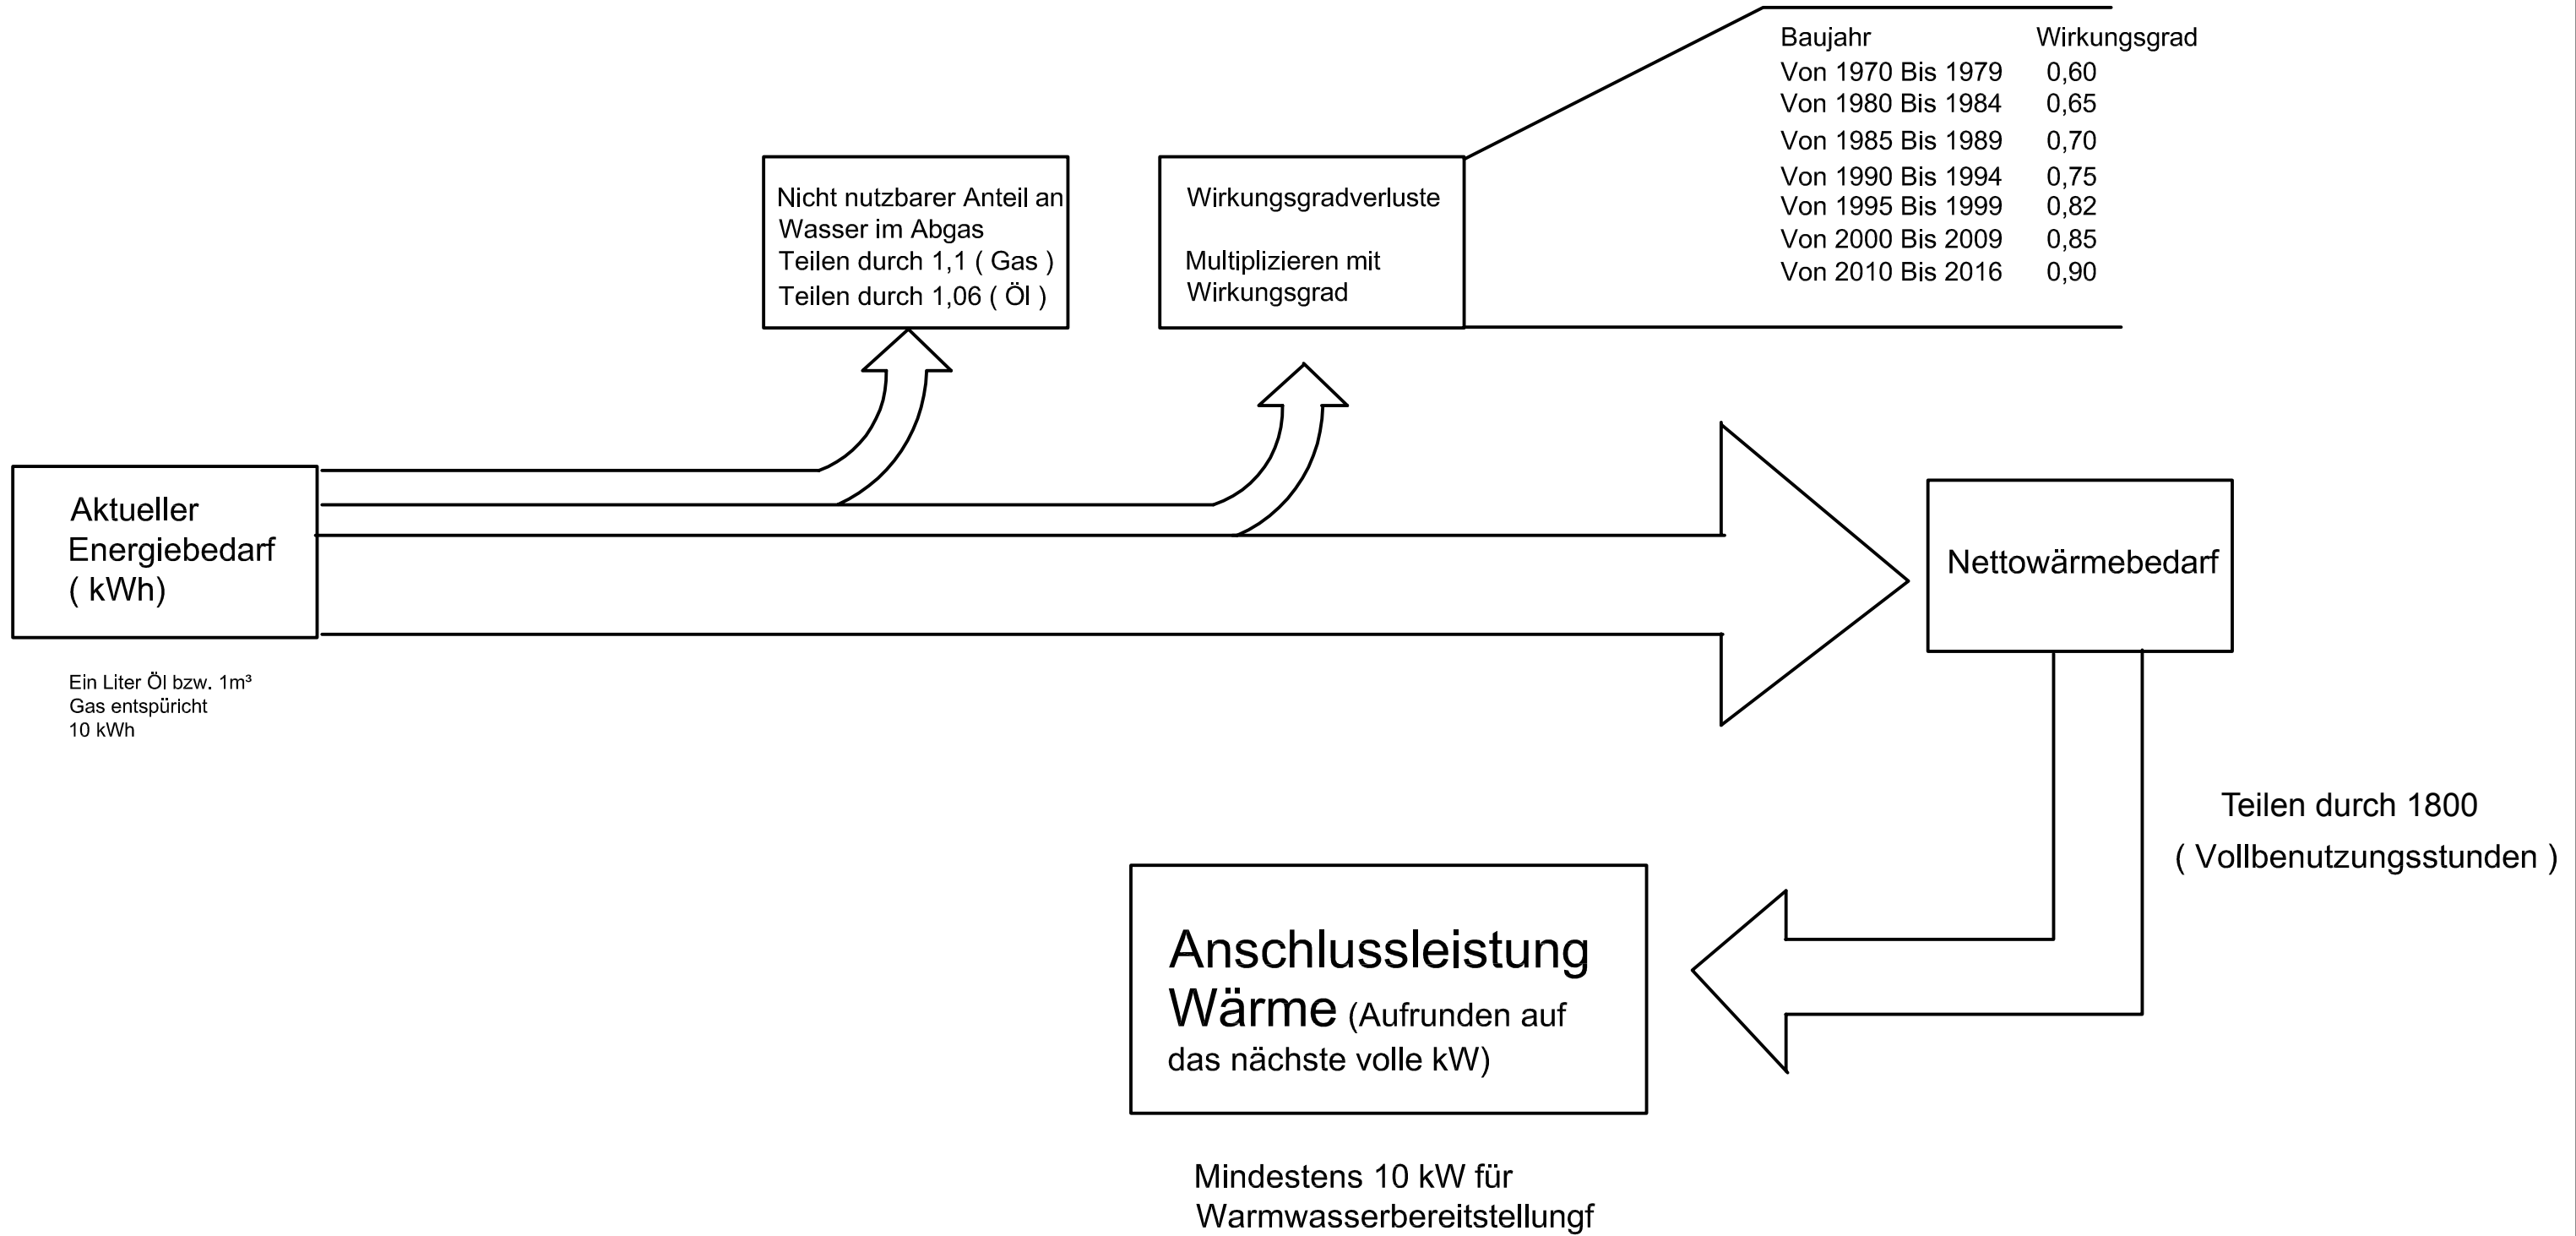 Baujahr Wirkungsgrad
Von 1970 Bis 1979 0,60
Von 1980 Bis 1984 0,65
Von 1985 Bis 1989 0,70
Von 1990 Bis 1994 0,75
Von 1995 Bis 1999 0,82
Von 2000 Bis 2009 0,85
Von 2010 Bis 2016 0,90
Nicht nutzbarer Anteil an
Wasser im Abgas
Teilen durch 1,1 ( Gas )
Teilen durch 1,06 ( Öl )
Wirkungsgradverluste
Multiplizieren mit
Wirkungsgrad
Aktueller
Energiebedarf
( kWh)
Ein Liter Öl bzw. 1m³
Gas entspüricht
10 kWh
Nettowärmebedarf
Teilen durch 1800
( Vollbenutzungsstunden )
Anschlussleistung
Wärme (Aufrunden auf
das nächste volle kW)
Mindestens 10 kW für
Warmwasserbereitstellungf